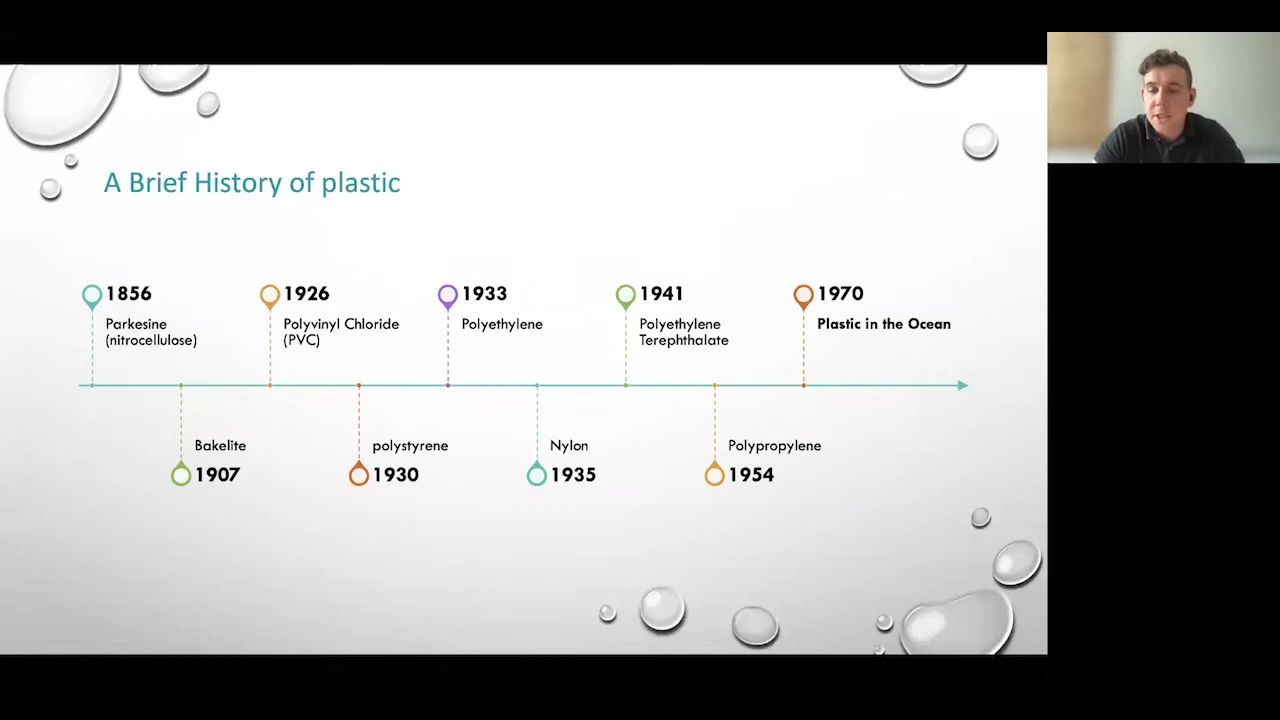 A Brief History of plastic
1856
Parkesine
(nitrocellulose)
1907
Bakelite
1926
Polyvinyl Chloride
(PVC)
1930
polystyrene
1933
Polyethylene
1935
Nylon
1941
Polyethylene
Terephthalate
1954
Polypropylene
1970
Plastic in the Ocean